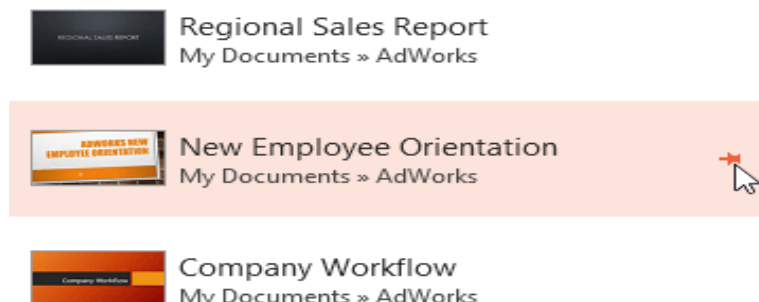 REGIONAL SALES REPORT
Regional Sales Report
My Documents » AdWorks
ADWORKS NEW
EMPLOYEE ORIENTATION
New Employee Orientation
My Documents » AdWorks
Company Workflow
Company Workflow
My Documents » AdWorks